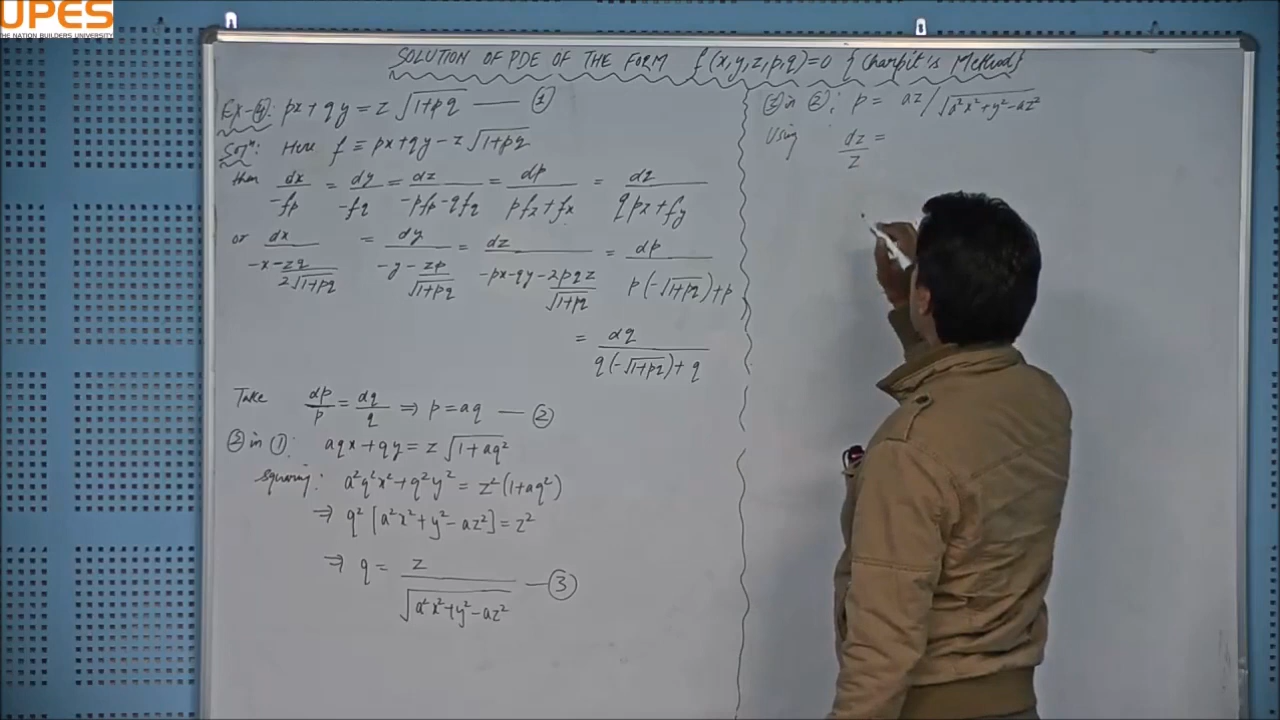 UPES
THE NATION BUILDERS UNIVERSITY
SOLUTION OF PDE OF THE FORM f(x,y,z,p,q)=0 {Charpit's Method}
Ex-④: px+qy = z √(1+pq) — ①
Solⁿ: Here f ≡ px+qy-z√(1+pq)
then dx/-fp = dy/-fq = dz/(-pfp-qfq) = dp/(pfz+fx) = dz/(qpz+fy)
or dx/(-x-zq/2√(1+pq)) = dy/(-y-zp/√(1+pq)) = dz/(-px-qy-2pqz/√(1+pq)) = dp/(p(-√(1+pq))+p)
= dq/(q(-√(1+pq))+q)
Take dp/p = dq/q ⇒ p=aq — ②
② in ①: aqx+qy = z √(1+aq²)
Squaring: a²q²x²+q²y² = z²(1+aq²)
⇒ q² [a²x²+y²-az²] = z²
⇒ q = z/√(a²x²+y²-az²) — ③
③ in ②; p = az/√(a²x²+y²-az²)
Using dz/z =